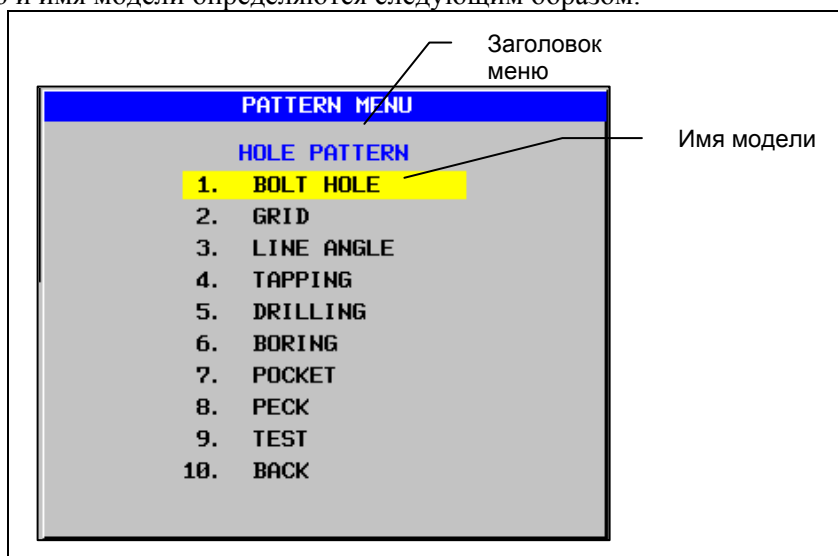 о и имя модели определяются следующим образом:
Заголовок
меню
PATTERN MENU
Имя модели
HOLE PATTERN
1. BOLT HOLE
2. GRID
3. LINE ANGLE
4. TAPPING
5. DRILLING
6. BORING
7. POCKET
8. PECK
9. TEST
10. BACK